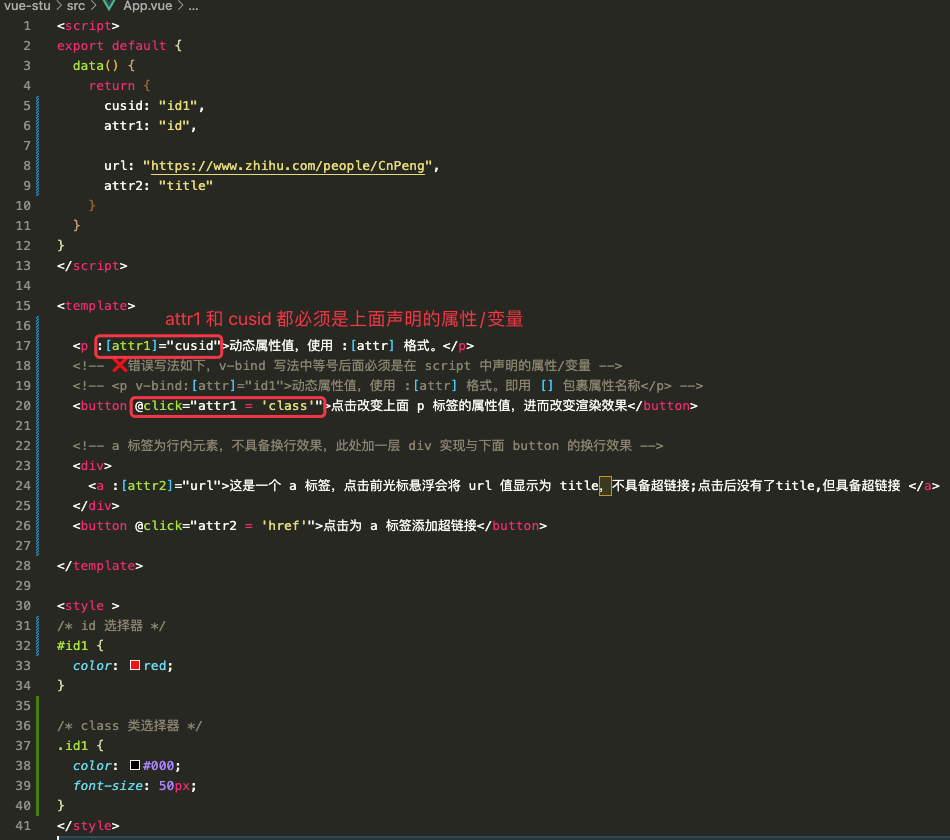 vue-stu > src > App.vue > ...
1 <script>
2 export default {
3 data() {
4 return {
5 cusid: "id1",
6 attr1: "id",
7
8 url: "https://www.zhihu.com/people/CnPeng",
9 attr2: "title"
10 }
11 }
12 }
13 </script>
14
15 <template>
attr1 和 cusid 都必须是上面声明的属性/变量
16
17 <p :[attr1]="cusid">动态属性值，使用 :[attr] 格式。</p>
18 <!-- ❌错误写法如下，v-bind 写法中等号后面必须是在 script 中声明的属性/变量 -->
19 <!-- <p v-bind:[attr]="id1">动态属性值，使用 :[attr] 格式。即用 [] 包裹属性名称</p> -->
20 <button @click="attr1 = 'class'">点击改变上面 p 标签的属性值，进而改变渲染效果</button>
21
22 <!-- a 标签为行内元素，不具备换行效果，此处加一层 div 实现与下面 button 的换行效果 -->
23 <div>
24 <a :[attr2]="url">这是一个 a 标签，点击前光标悬浮会将 url 值显示为 title，不具备超链接;点击后没有了title,但具备超链接 </a>
25 </div>
26 <button @click="attr2 = 'href'">点击为 a 标签添加超链接</button>
27
28 </template>
29
30 <style >
31 /* id 选择器 */
32 #id1 {
33 color: red;
34 }
35
36 /* class 类选择器 */
37 .id1 {
38 color: #000;
39 font-size: 50px;
40 }
41 </style>